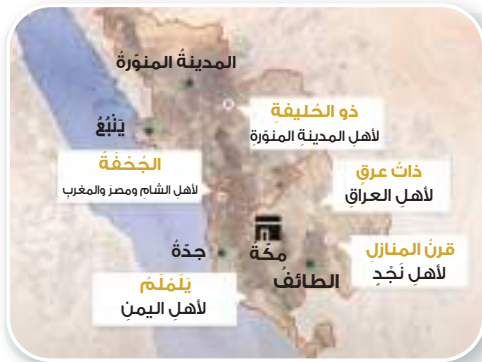 المدينةُ المنوّرةُ
ذو الحُليفةِ
لأهلِ المدينةِ المنوّرةِ
يَنْبُعُ
الجُحْفَةُ
لأهلِ الشامِ ومصرَ والمغربِ
ذاتُ عرقٍ
لأهلِ العراقِ
قرنُ المنازلِ
لأهلِ نَجْدٍ
مكّةُ
جدّةُ
الطائفُ
يَلَمْلَمُ
لأهلِ اليمنِ